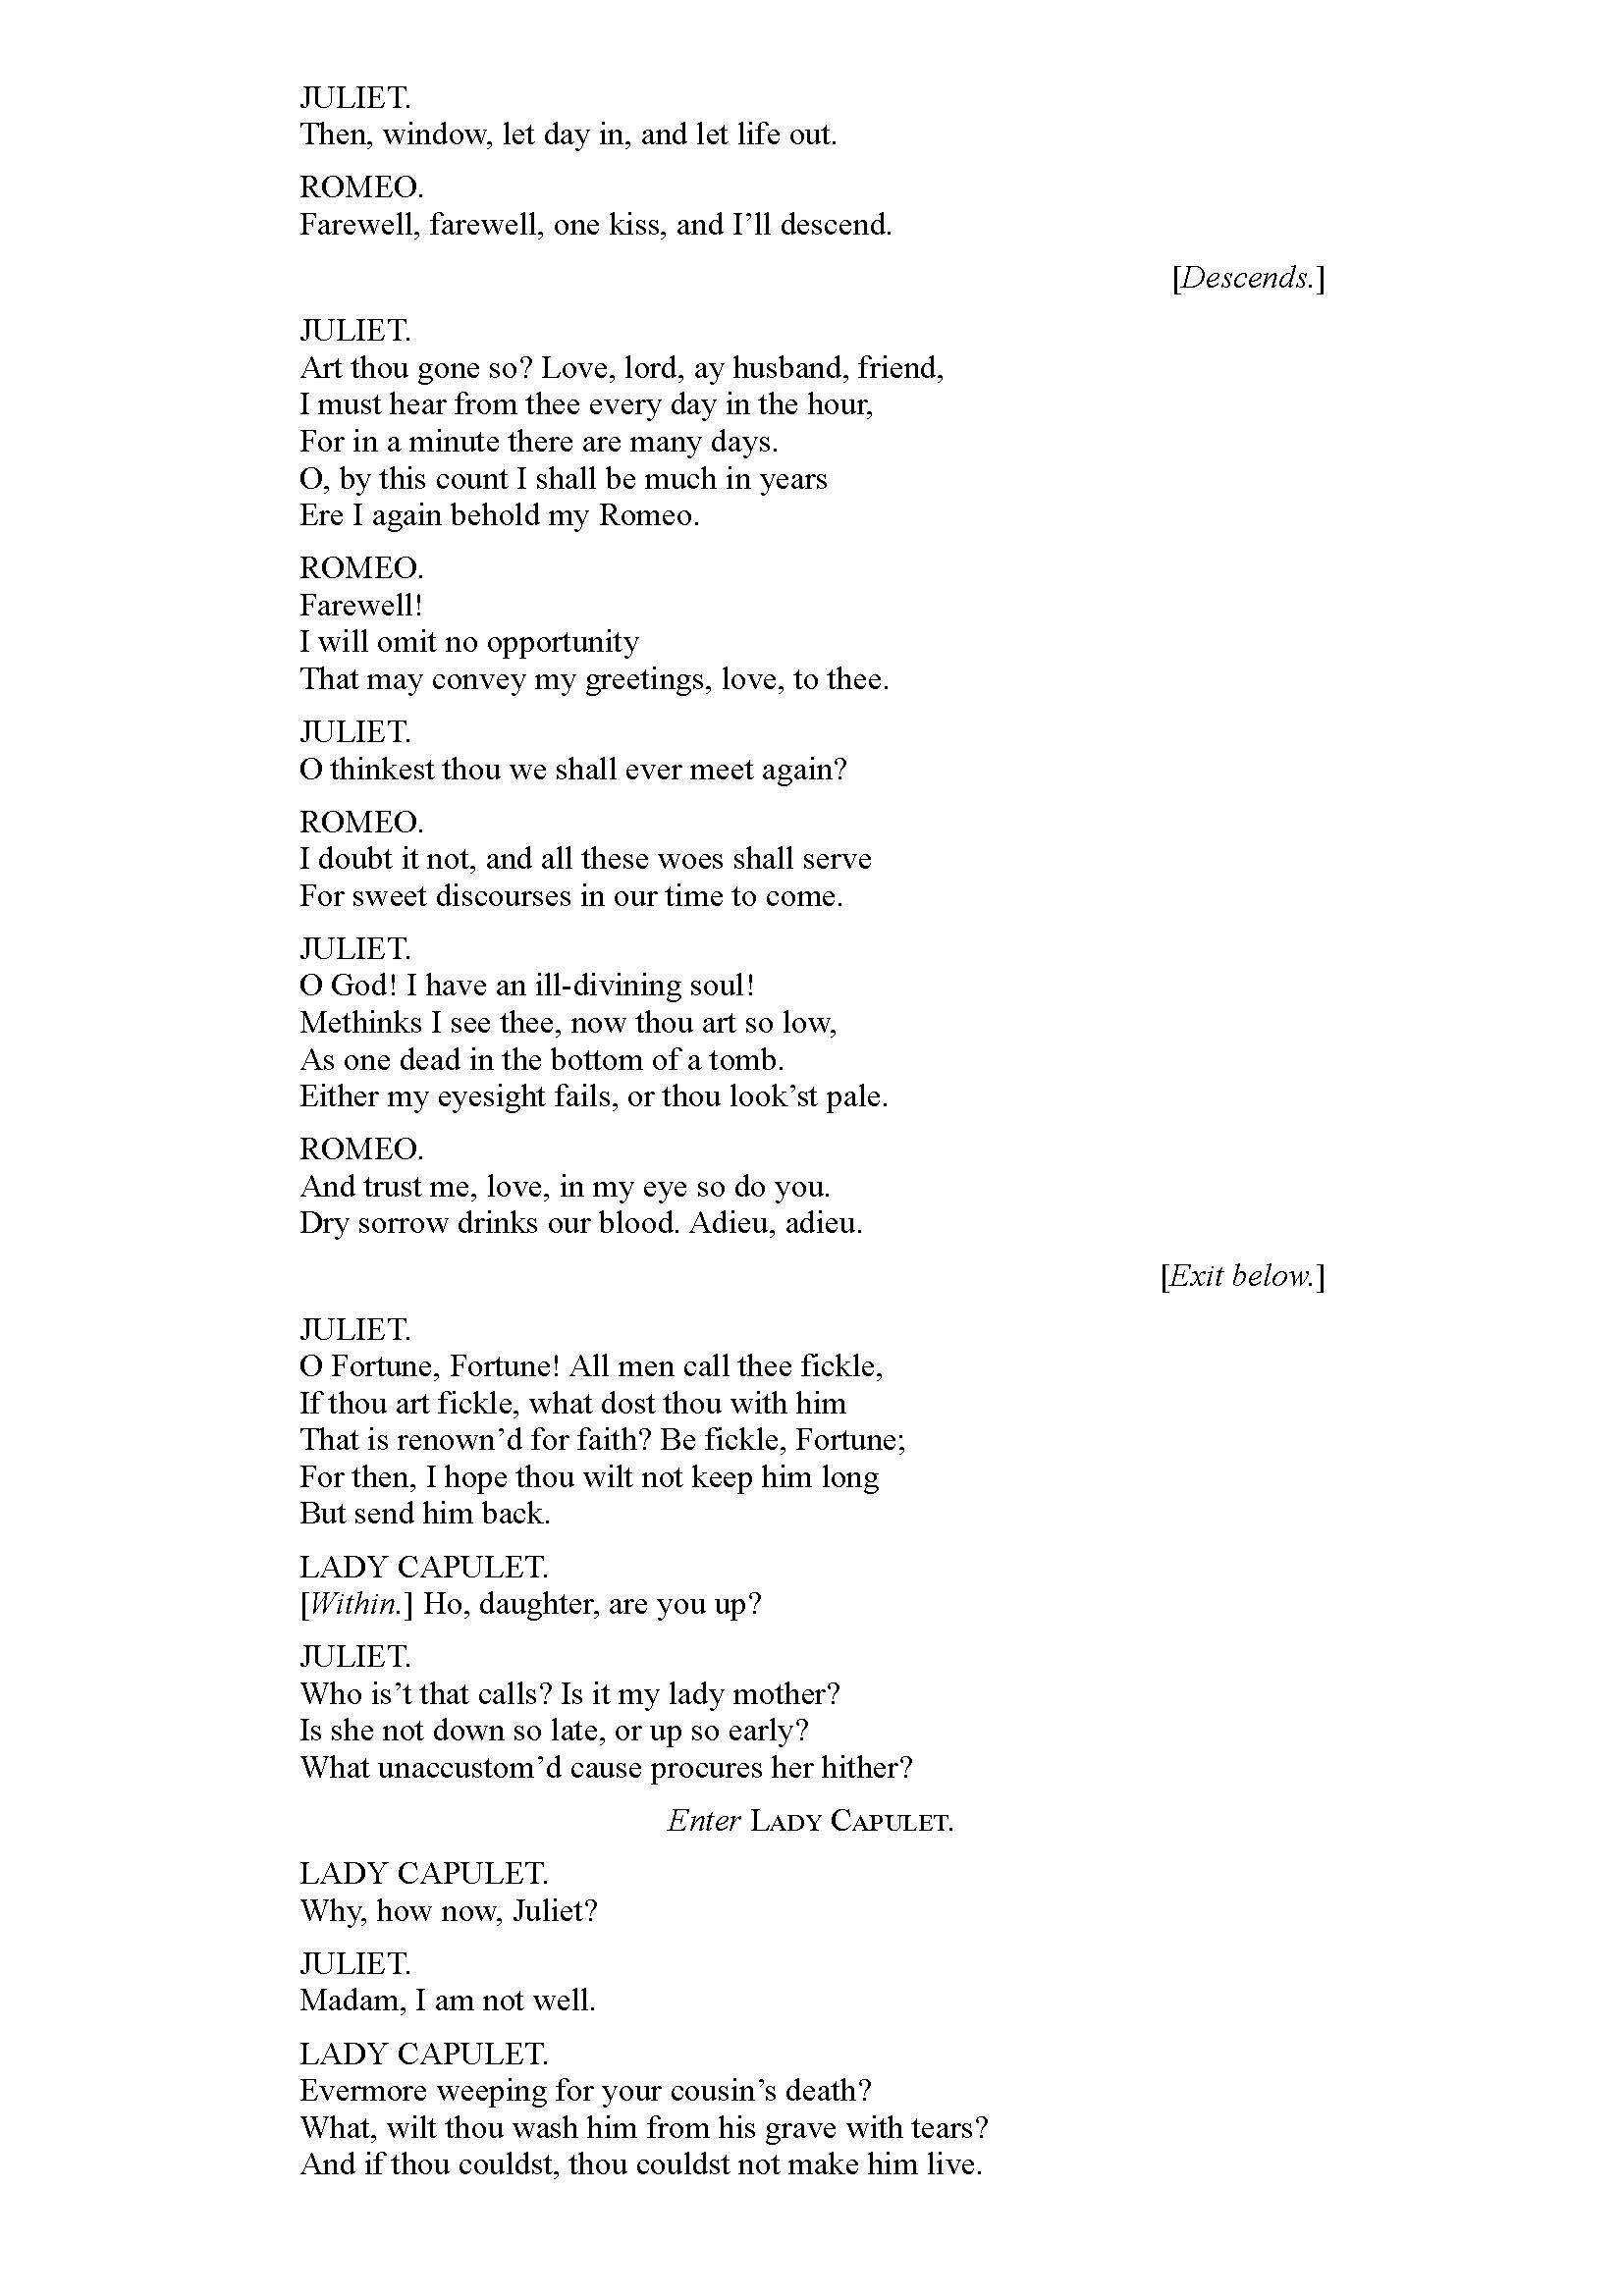 JULIET.
Then, window, let day in, and let life out.
ROMEO.
Farewell, farewell, one kiss, and I’ll descend.
[Descends.]
JULIET.
Art thou gone so? Love, lord, ay husband, friend,
I must hear from thee every day in the hour,
For in a minute there are many days.
O, by this count I shall be much in years
Ere I again behold my Romeo.
ROMEO.
Farewell!
I will omit no opportunity
That may convey my greetings, love, to thee.
JULIET.
O thinkest thou we shall ever meet again?
ROMEO.
I doubt it not, and all these woes shall serve
For sweet discourses in our time to come.
JULIET.
O God! I have an ill-divining soul!
Methinks I see thee, now thou art so low,
As one dead in the bottom of a tomb.
Either my eyesight fails, or thou look’st pale.
ROMEO.
And trust me, love, in my eye so do you.
Dry sorrow drinks our blood. Adieu, adieu.
[Exit below.]
JULIET.
O Fortune, Fortune! All men call thee fickle,
If thou art fickle, what dost thou with him
That is renown’d for faith? Be fickle, Fortune;
For then, I hope thou wilt not keep him long
But send him back.
LADY CAPULET.
[Within.] Ho, daughter, are you up?
JULIET.
Who is’t that calls? Is it my lady mother?
Is she not down so late, or up so early?
What unaccustom’d cause procures her hither?
Enter LADY CAPULET.
LADY CAPULET.
Why, how now, Juliet?
JULIET.
Madam, I am not well.
LADY CAPULET.
Evermore weeping for your cousin’s death?
What, wilt thou wash him from his grave with tears?
And if thou couldst, thou couldst not make him live.